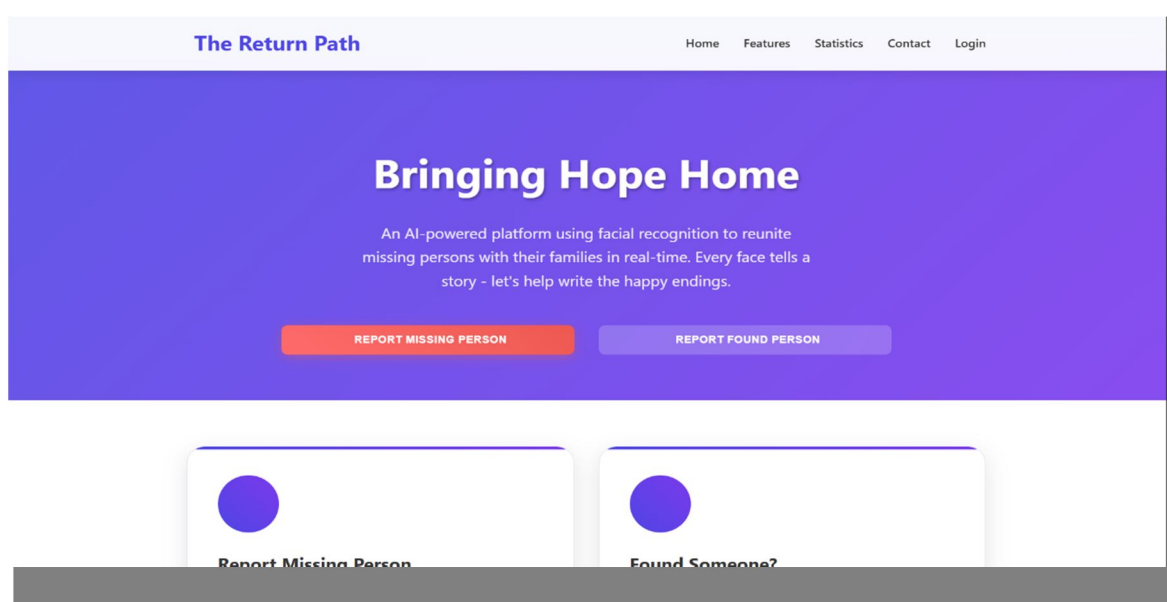 The Return Path
Home Features Statistics Contact Login
Bringing Hope Home
An AI-powered platform using facial recognition to reunite
missing persons with their families in real-time. Every face tells a
story - let's help write the happy endings.
REPORT MISSING PERSON
REPORT FOUND PERSON
Report Missing Person
Found Someone?